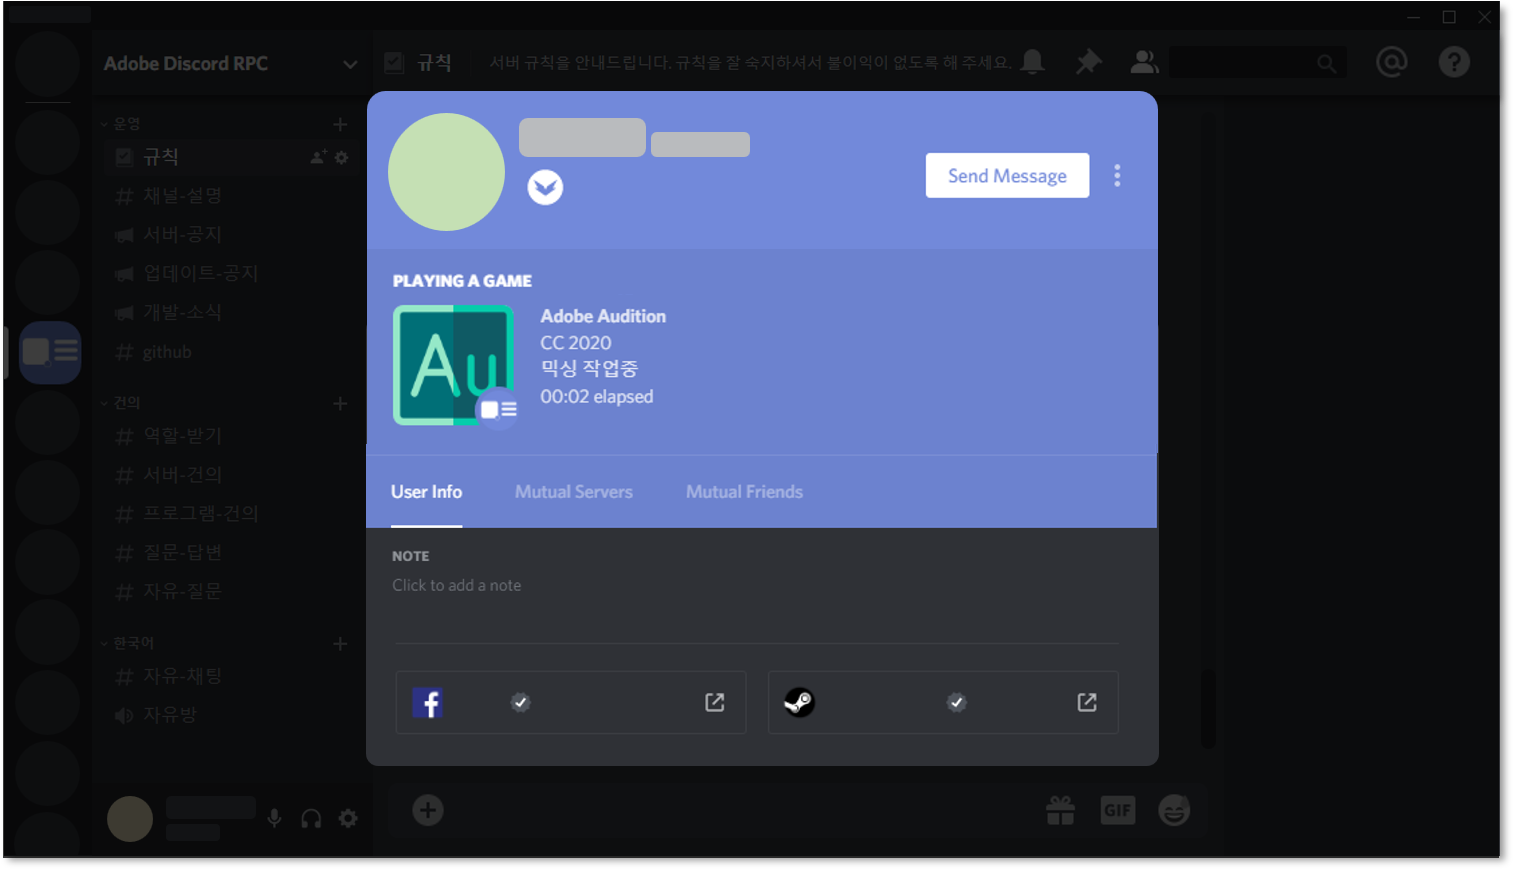 Adobe Discord RPC
규칙
서버 규칙을 안내드립니다. 규칙을 잘 숙지하셔서 불이익이 없도록 해 주세요.
운영
규칙
채널-설명
서버-공지
업데이트-공지
개발-소식
github
건의
역할-받기
서버-건의
프로그램-건의
질문-답변
자유-질문
한국어
자유-채팅
자유방
Send Message
PLAYING A GAME
Au
Adobe Audition
CC 2020
믹싱 작업중
00:02 elapsed
User Info
Mutual Servers
Mutual Friends
NOTE
Click to add a note
GIF